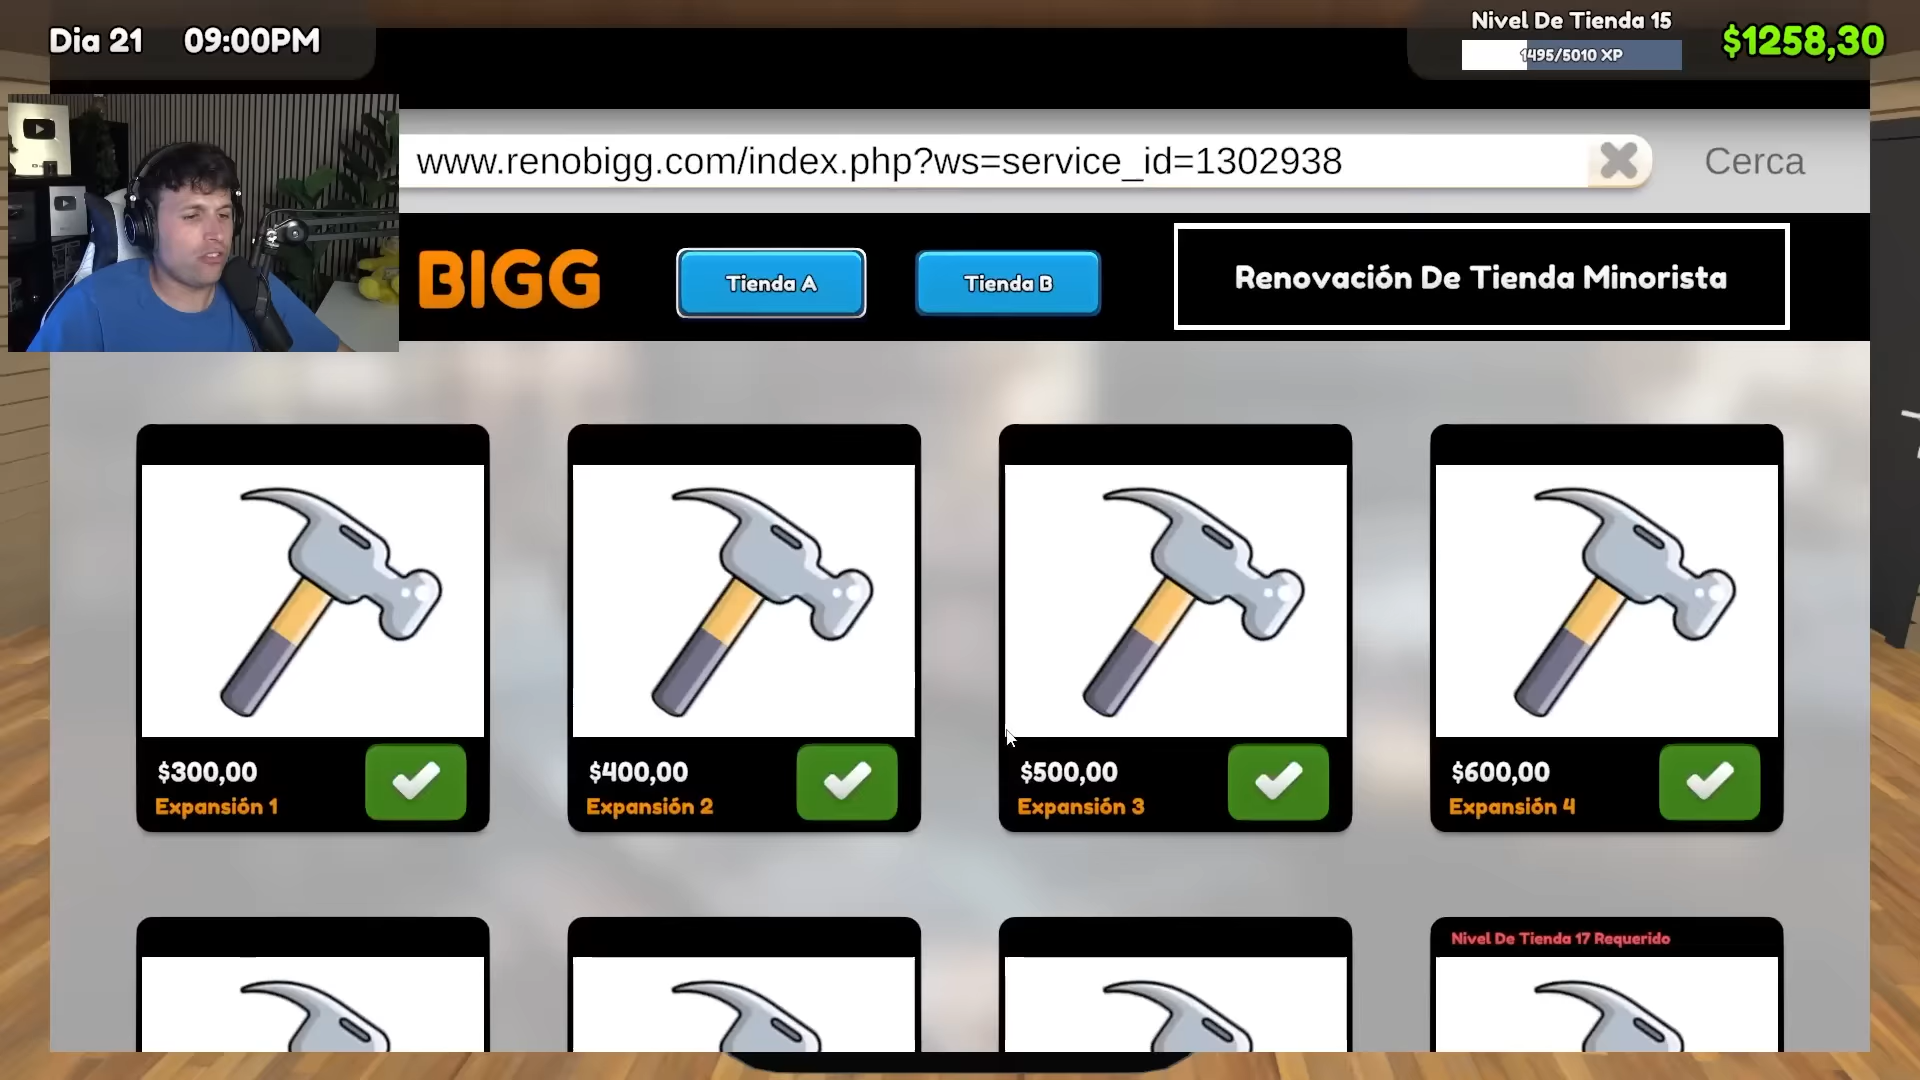 Dia 21 09:00PM
Nivel De Tienda 15
1495/5010 XP
$1258,30
www.renobigg.com/index.php?ws=service_id=1302938
Cerca
BIGG
Tienda A
Tienda B
Renovación De Tienda Minorista
$300,00
Expansión 1
$400,00
Expansión 2
$500,00
Expansión 3
$600,00
Expansión 4
Nivel De Tienda 17 Requerido